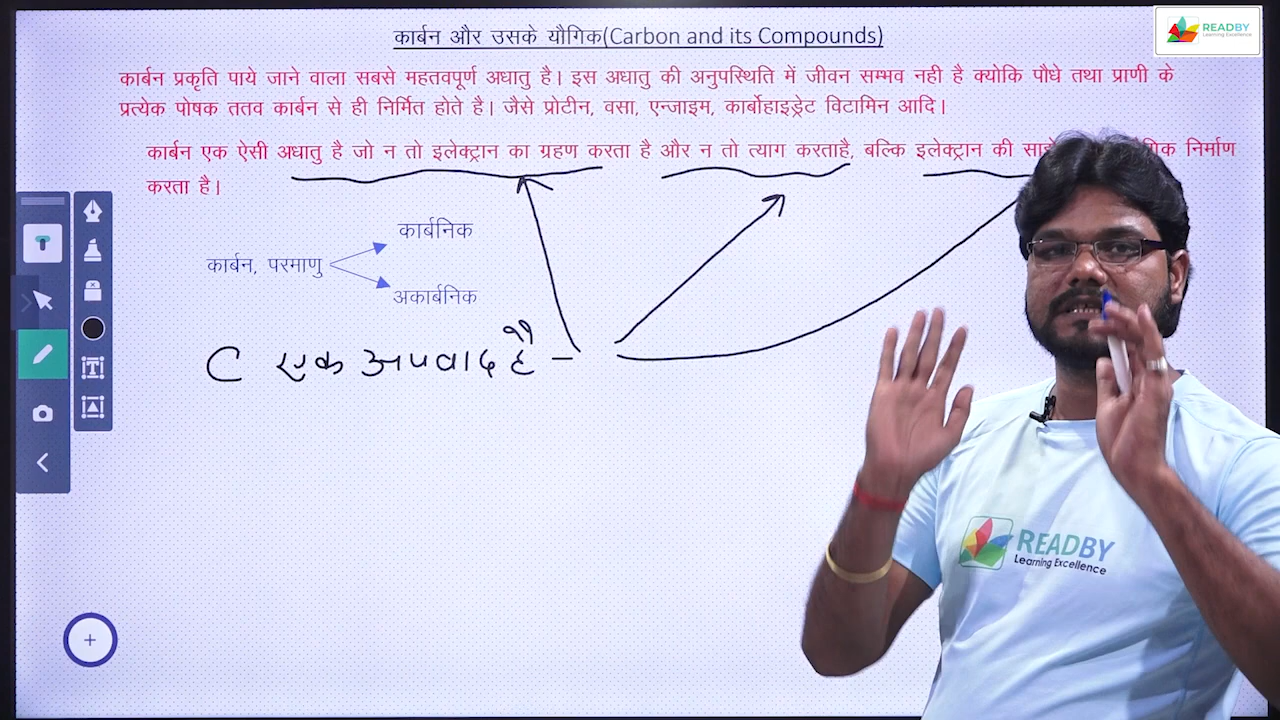 कार्बन और उसके यौगिक(Carbon and its Compounds)
READBY
Learning Excellence
कार्बन प्रकृति पाये जाने वाला सबसे महतवपूर्ण अधातु है। इस अधातु की अनुपस्थिति में जीवन सम्भव नही है क्योकि पौधे तथा प्राणी के
प्रत्येक पोषक ततव कार्बन से ही निर्मित होते है। जैसे प्रोटीन, वसा, एन्जाइम, कार्बोहाइड्रेट विटामिन आदि।
कार्बन एक ऐसी अधातु है जो न तो इलेक्ट्रान का ग्रहण करता है और न तो त्याग करताहै, बल्कि इलेक्ट्रान की निर्माण
करता है।
कार्बनिक
कार्बन, परमाणु
अकार्बनिक
C एक अपवाद है –
READBY
Learning Excellence